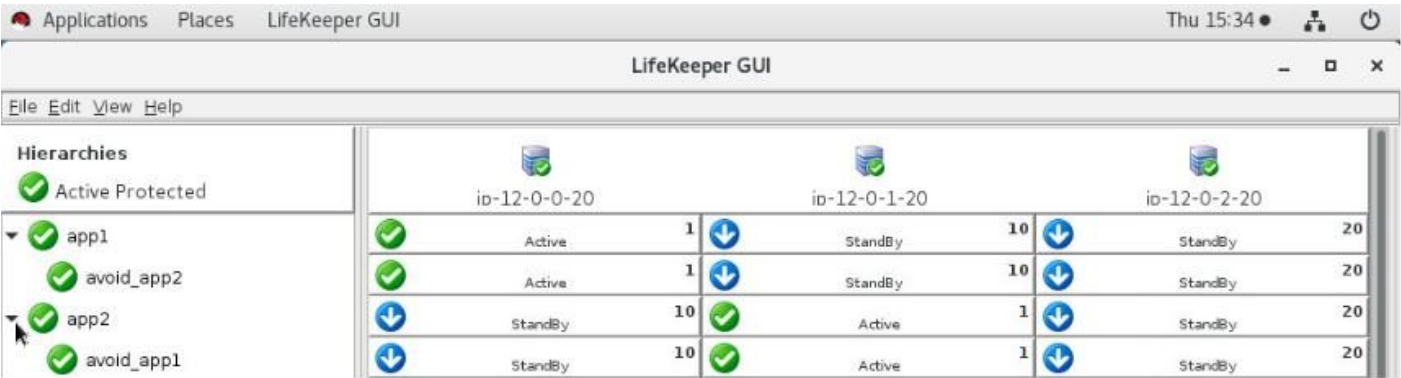 Applications Places LifeKeeper GUI Thu 15:34
LifeKeeper GUI
File Edit View Help
Hierarchies
Active Protected
ip-12-0-0-20 ip-12-0-1-20 ip-12-0-2-20
app1 Active 1 StandBy 10 StandBy 20
avoid_app2 Active 1 StandBy 10 StandBy 20
app2 StandBy 10 Active 1 StandBy 20
avoid_app1 StandBy 10 Active 1 StandBy 20